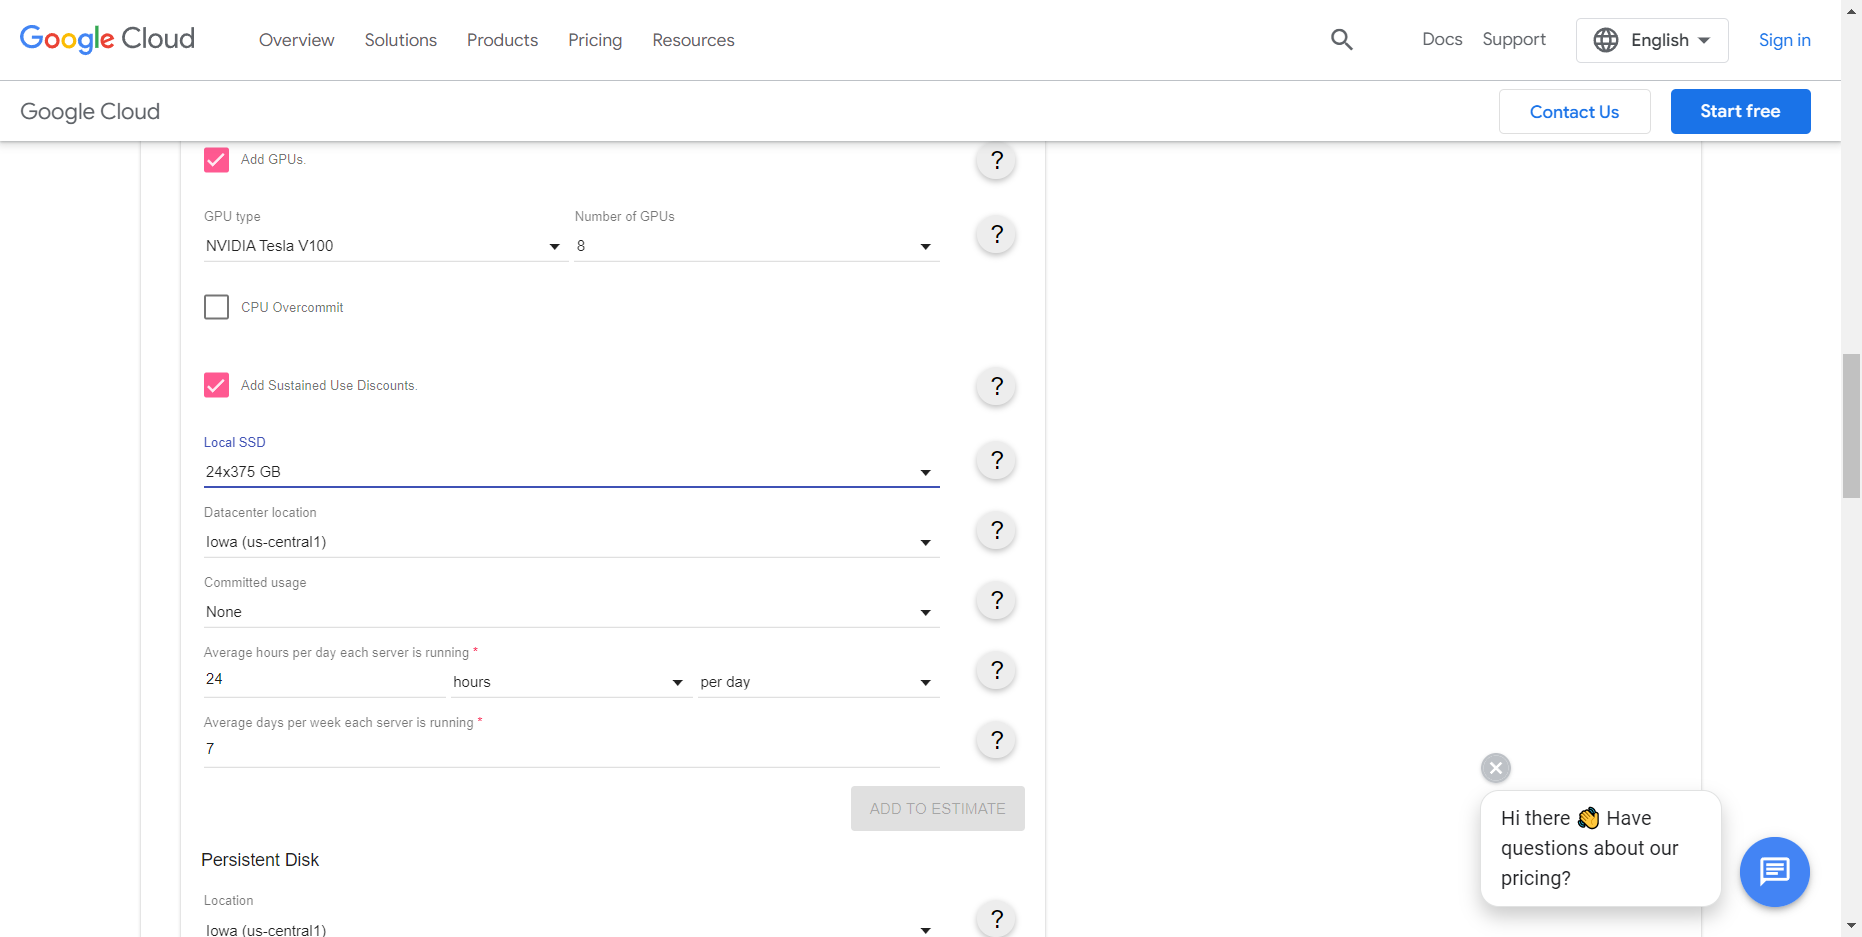 Google Cloud
Overview Solutions Products Pricing Resources Docs Support English Sign in
Google Cloud Contact Us Start free
Add GPUs. ?
GPU type Number of GPUs
NVIDIA Tesla V100 8 ?
CPU Overcommit
Add Sustained Use Discounts. ?
Local SSD
24x375 GB ?
Datacenter location
Iowa (us-central1) ?
Committed usage
None ?
Average hours per day each server is running *
24 hours per day ?
Average days per week each server is running *
7 ?
ADD TO ESTIMATE
Persistent Disk
Location
Iowa (us-central1) ?
Hi there 👋 Have
questions about our
pricing?